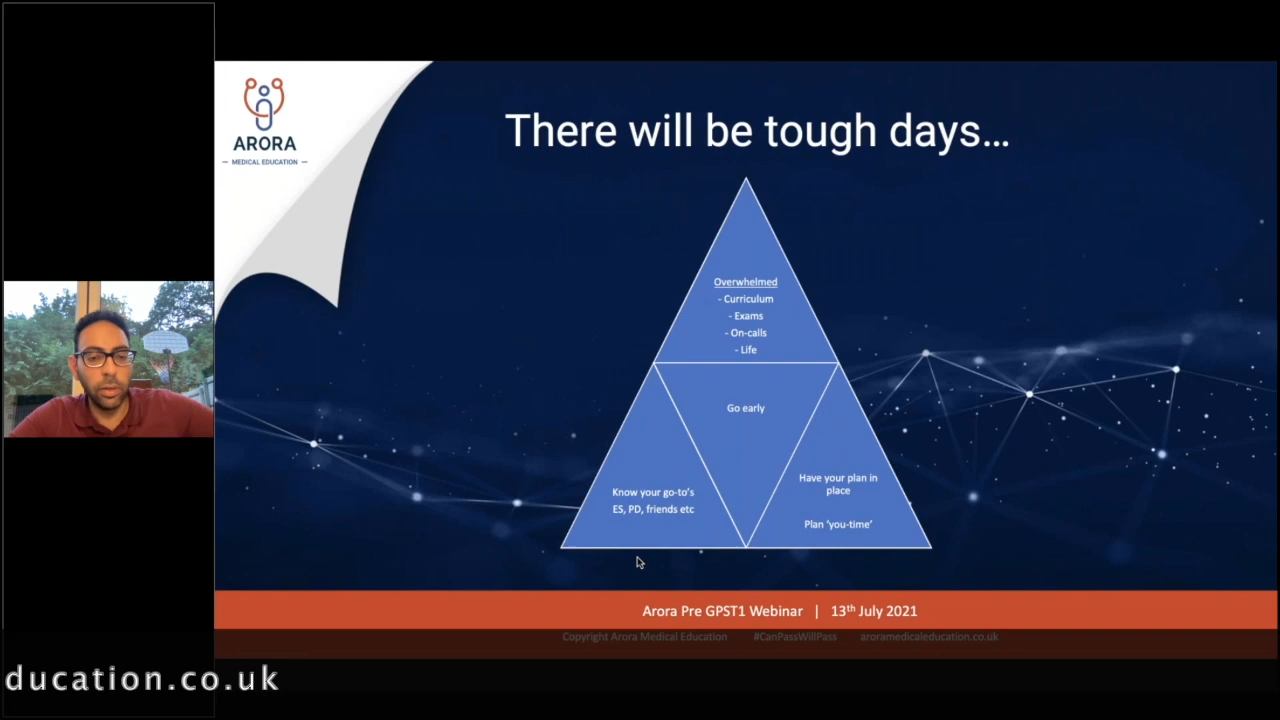 ARORA
MEDICAL EDUCATION
There will be tough days…
Overwhelmed
- Curriculum
- Exams
- On-calls
- Life
Go early
Know your go-to's
ES, PD, friends etc
Have your plan in
place
Plan 'you-time'
Arora Pre GPST1 Webinar | 13th July 2021
Copyright Arora Medical Education #CanPassWillPass aroramedicaleducation.co.uk
ducation.co.uk